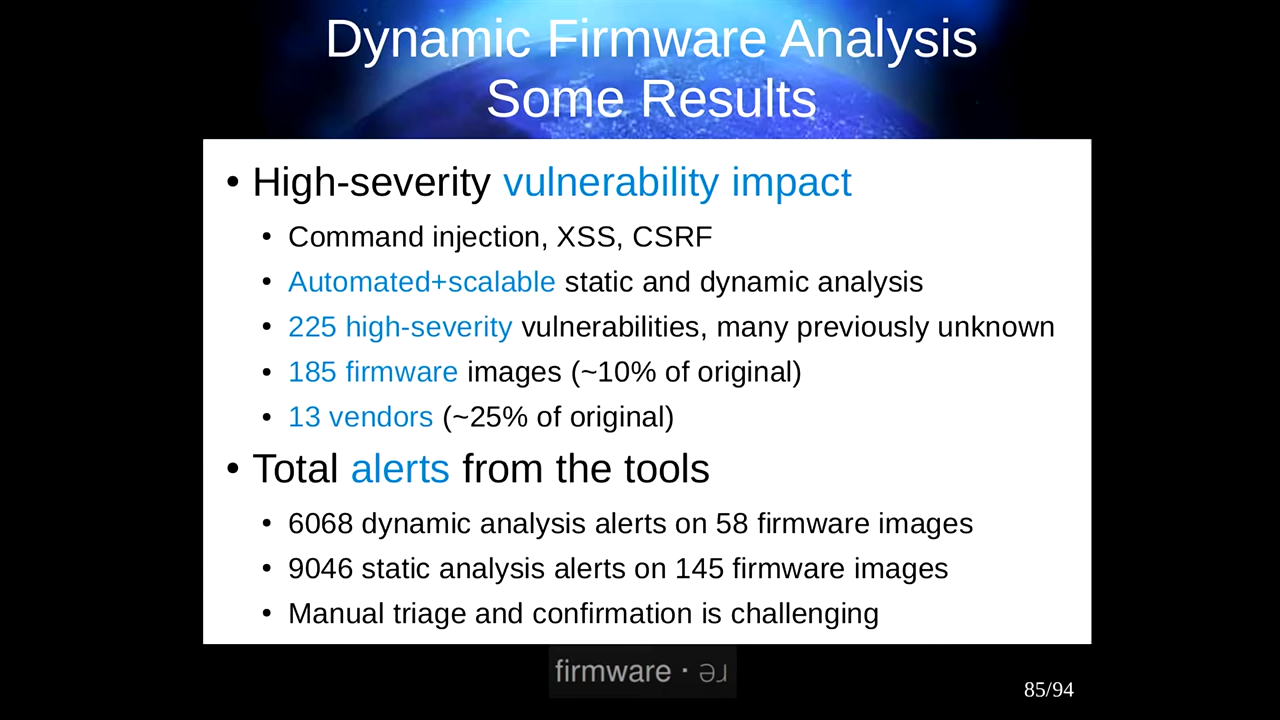 Dynamic Firmware Analysis
Some Results
• High-severity vulnerability impact
• Command injection, XSS, CSRF
• Automated+scalable static and dynamic analysis
• 225 high-severity vulnerabilities, many previously unknown
• 185 firmware images (~10% of original)
• 13 vendors (~25% of original)
• Total alerts from the tools
• 6068 dynamic analysis alerts on 58 firmware images
• 9046 static analysis alerts on 145 firmware images
• Manual triage and confirmation is challenging
firmware ·
85/94